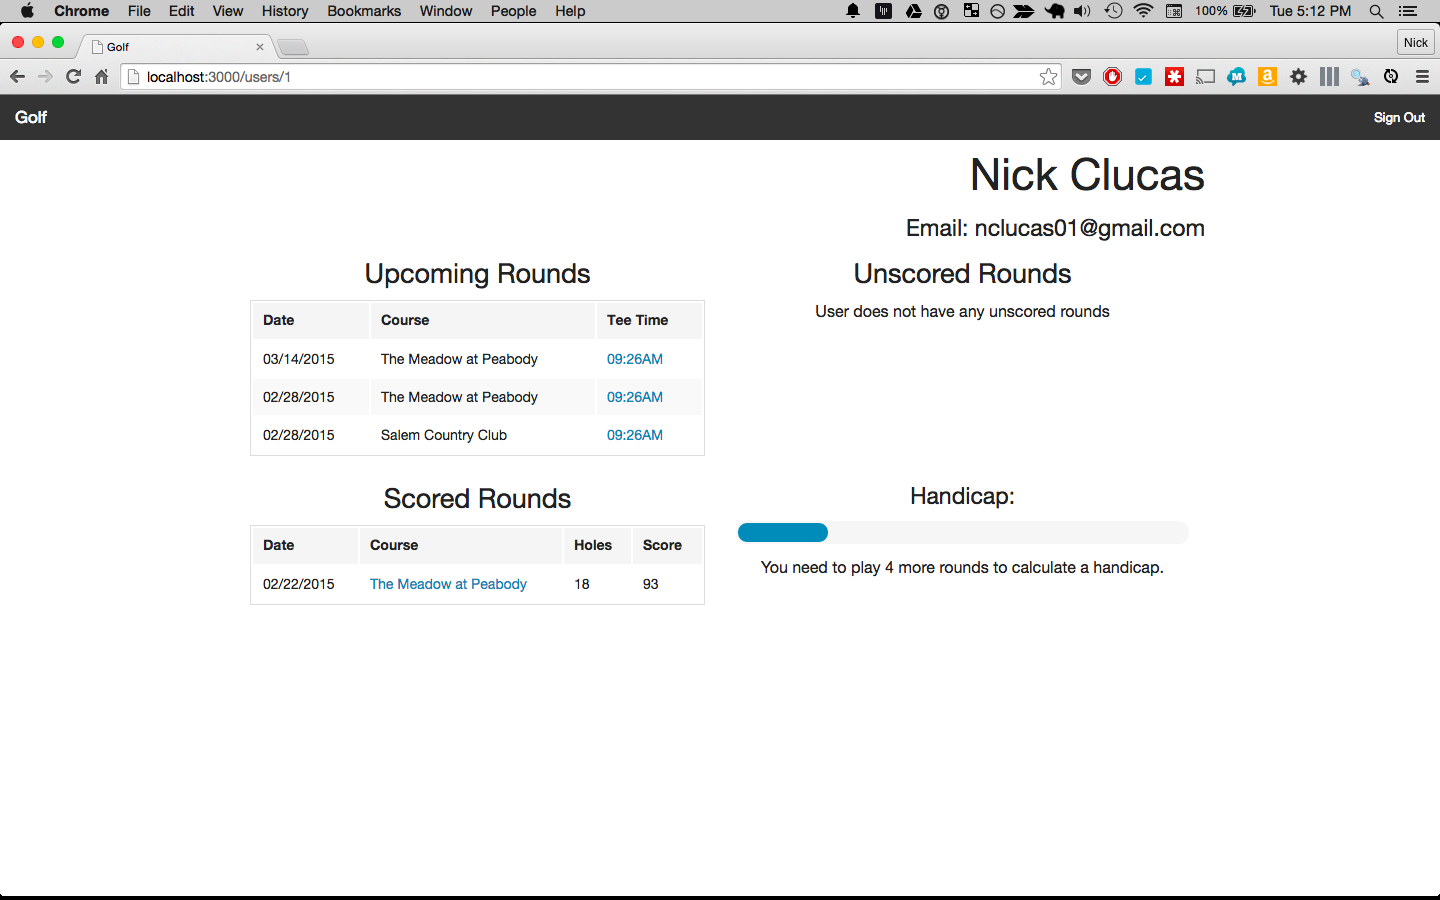 Chrome File Edit View History Bookmarks Window People Help 100% Tue 5:12 PM
Golf
Nick
localhost:3000/users/1
Golf Sign Out
Nick Clucas
Email: nclucas01@gmail.com
Upcoming Rounds
Date Course Tee Time
03/14/2015 The Meadow at Peabody 09:26AM
02/28/2015 The Meadow at Peabody 09:26AM
02/28/2015 Salem Country Club 09:26AM
Unscored Rounds
User does not have any unscored rounds
Scored Rounds
Date Course Holes Score
02/22/2015 The Meadow at Peabody 18 93
Handicap:
You need to play 4 more rounds to calculate a handicap.